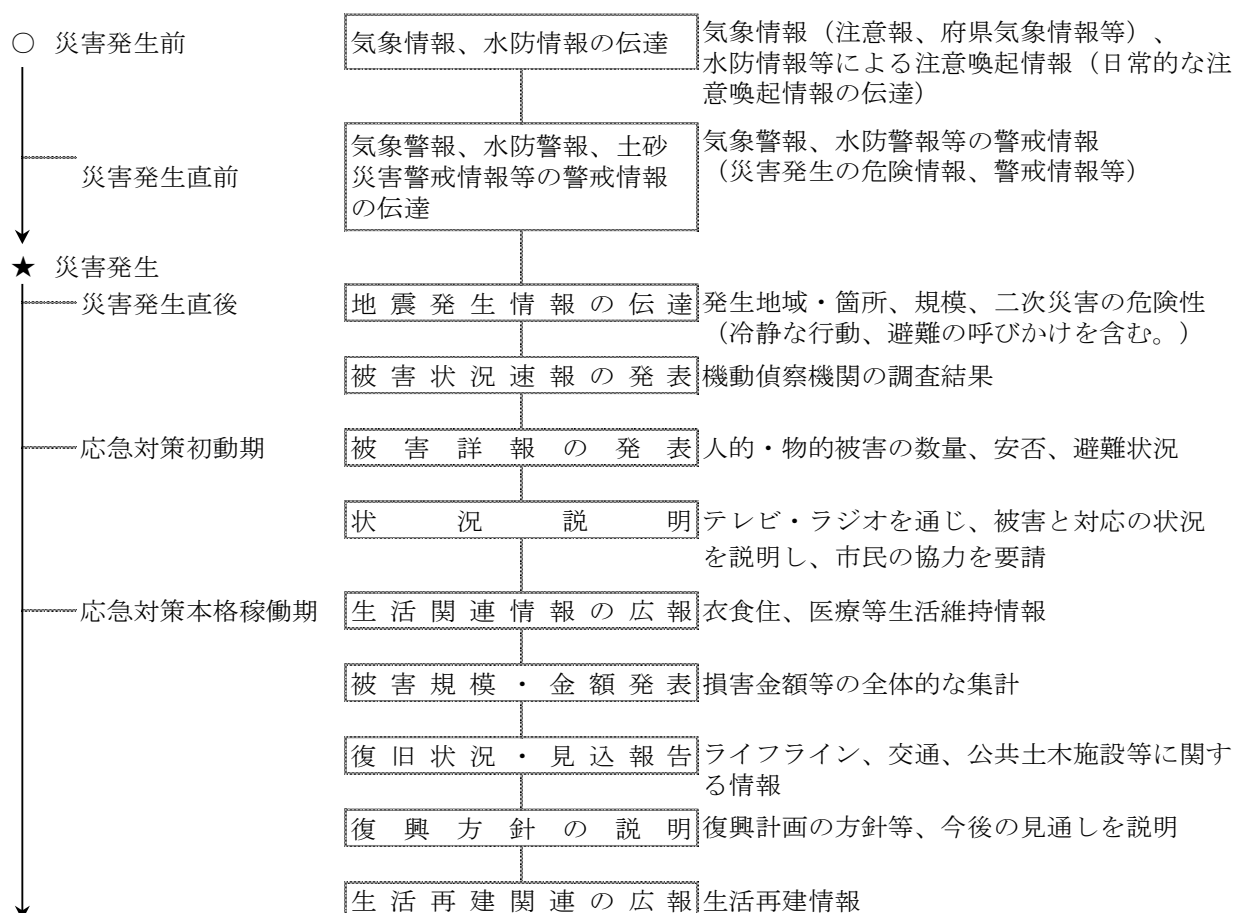 ○ 災害発生前
気象情報、水防情報の伝達
気象情報(注意報、府県気象情報等)、
水防情報等による注意喚起情報(日常的な注
意喚起情報の伝達)
災害発生直前
気象警報、水防警報、土砂
災害警戒情報等の警戒情報
の伝達
気象警報、水防警報等の警戒情報
(災害発生の危険情報、警戒情報等)
★ 災害発生
災害発生直後
地震発生情報の伝達
発生地域・箇所、規模、二次災害の危険性
(冷静な行動、避難の呼びかけを含む。)
被害状況速報の発表
機動偵察機関の調査結果
応急対策初動期
被害詳報の発表
人的・物的被害の数量、安否、避難状況
状況説明
テレビ・ラジオを通じ、被害と対応の状況
を説明し、市民の協力を要請
応急対策本格稼働期
生活関連情報の広報
衣食住、医療等生活維持情報
被害規模・金額発表
損害金額等の全体的な集計
復旧状況・見込報告
ライフライン、交通、公共土木施設等に関す
る情報
復興方針の説明
復興計画の方針等、今後の見通しを説明
生活再建関連の広報
生活再建情報